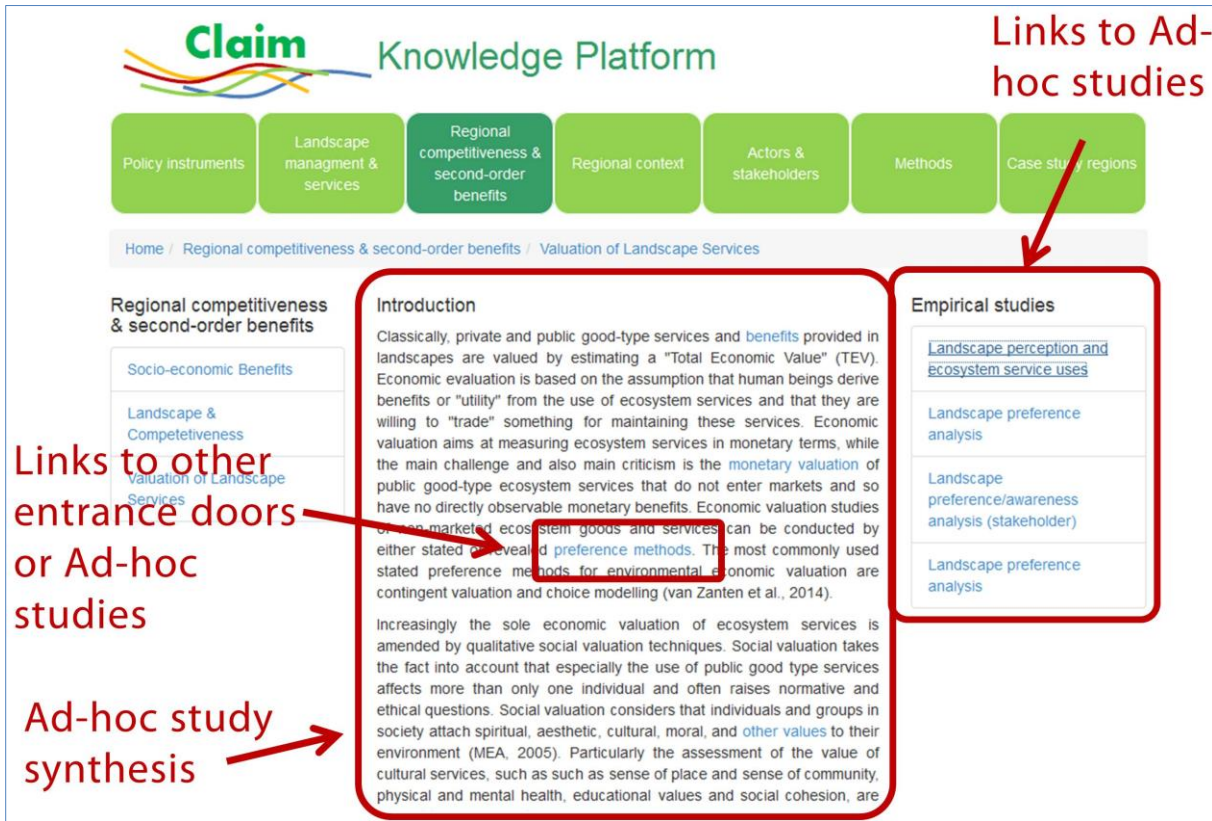 Claim
Knowledge Platform
Links to Ad-
hoc studies
Policy instruments
Landscape
managment &
services
Regional
competitiveness &
second-order
benefits
Regional context
Actors &
stakeholders
Methods
Case study regions
Home / Regional competitiveness & second-order benefits / Valuation of Landscape Services
Regional competitiveness
& second-order benefits
Socio-economic Benefits
Landscape &
Competetiveness
Valuation of Landscape
Services
Links to other
entrance doors
or Ad-hoc
studies
Ad-hoc study
synthesis
Introduction
Classically, private and public good-type services and benefits provided in
landscapes are valued by estimating a "Total Economic Value" (TEV).
Economic evaluation is based on the assumption that human beings derive
benefits or "utility" from the use of ecosystem services and that they are
willing to "trade" something for maintaining these services. Economic
valuation aims at measuring ecosystem services in monetary terms, while
the main challenge and also main criticism is the monetary valuation of
public good-type ecosystem services that do not enter markets and so
have no directly observable monetary benefits. Economic valuation studies
of non-marketed ecosystem goods and services can be conducted by
either stated or revealed preference methods. The most commonly used
stated preference methods for environmental economic valuation are
contingent valuation and choice modelling (van Zanten et al., 2014).
Increasingly the sole economic valuation of ecosystem services is
amended by qualitative social valuation techniques. Social valuation takes
the fact into account that especially the use of public good type services
affects more than only one individual and often raises normative and
ethical questions. Social valuation considers that individuals and groups in
society attach spiritual, aesthetic, cultural, moral, and other values to their
environment (MEA, 2005). Particularly the assessment of the value of
cultural services, such as such as sense of place and sense of community,
physical and mental health, educational values and social cohesion, are
Empirical studies
Landscape perception and
ecosystem service uses
Landscape preference
analysis
Landscape
preference/awareness
analysis (stakeholder)
Landscape preference
analysis